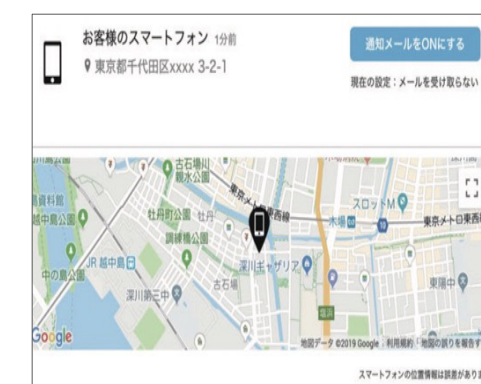 お客様のスマートフォン 1分前
東京都千代田区xxxx 3-2-1
通知メールをONにする
現在の設定：メールを受け取らない
古石場川
親水公園
東京メトロ東西線
スロットM
資料館
越中島公園
牡丹町公園
牡丹
木場
東京メトロ東西
調練橋公園
JR 越中島
深川ギャザリア
中の島公園
古石場
深川第三中
東陽中
塩浜
Google
地図データ ©2019 Google
利用規約
地図の誤りを報告す
スマートフォンの位置情報は誤差があり